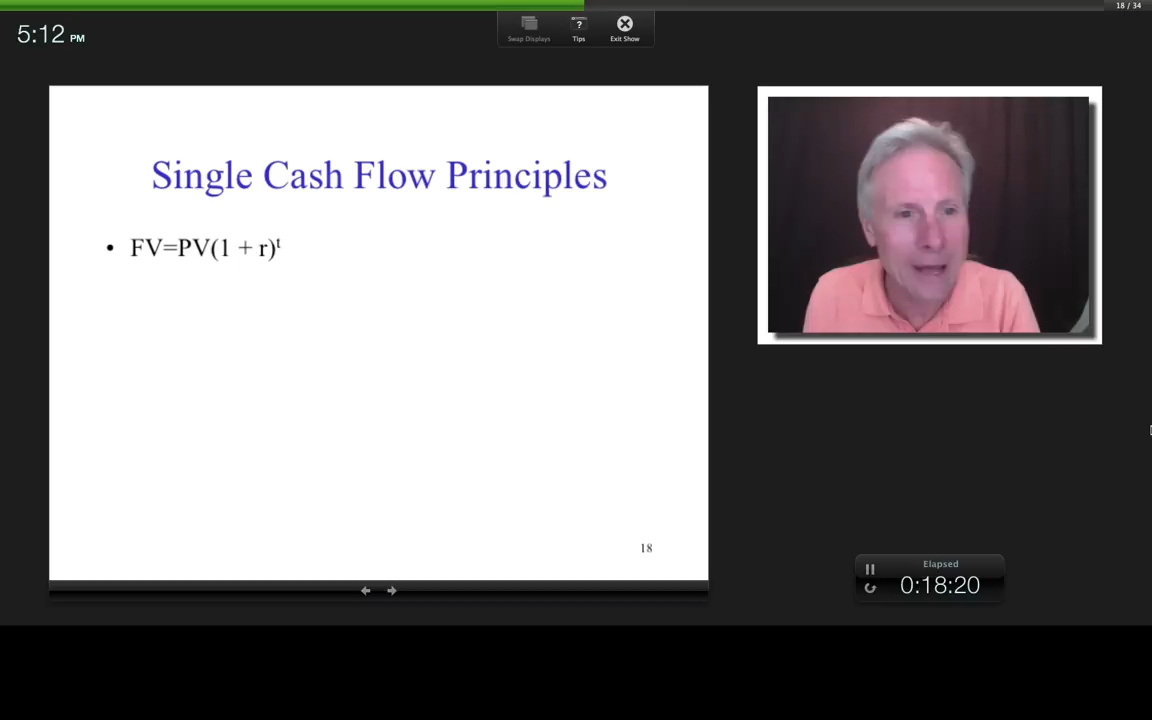 18 / 34
5:12 PM
?
Swap Displays
Tips
Exit Show
Single Cash Flow Principles
• FV=PV(1 + r)ᵗ
18
Elapsed
0:18:20